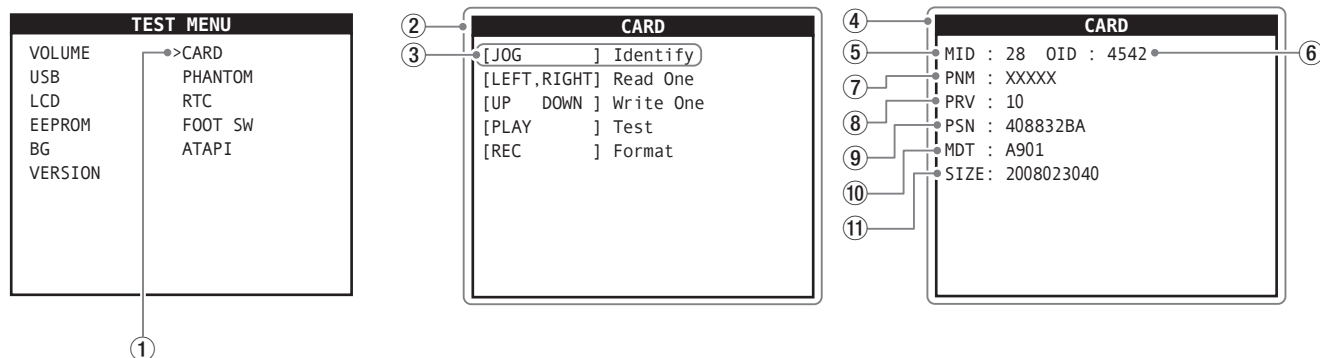 TEST MENU
VOLUME >CARD
USB PHANTOM
LCD RTC
EEPROM FOOT SW
BG ATAPI
VERSION
①
② CARD
③ [JOG ] Identify
[LEFT,RIGHT] Read One
[UP DOWN ] Write One
[PLAY ] Test
[REC ] Format
④ CARD
⑤ MID : 28 OID : 4542 ⑥
⑦ PNM : XXXXX
⑧ PRV : 10
⑨ PSN : 408832BA
⑩ MDT : A901
⑪ SIZE: 2008023040